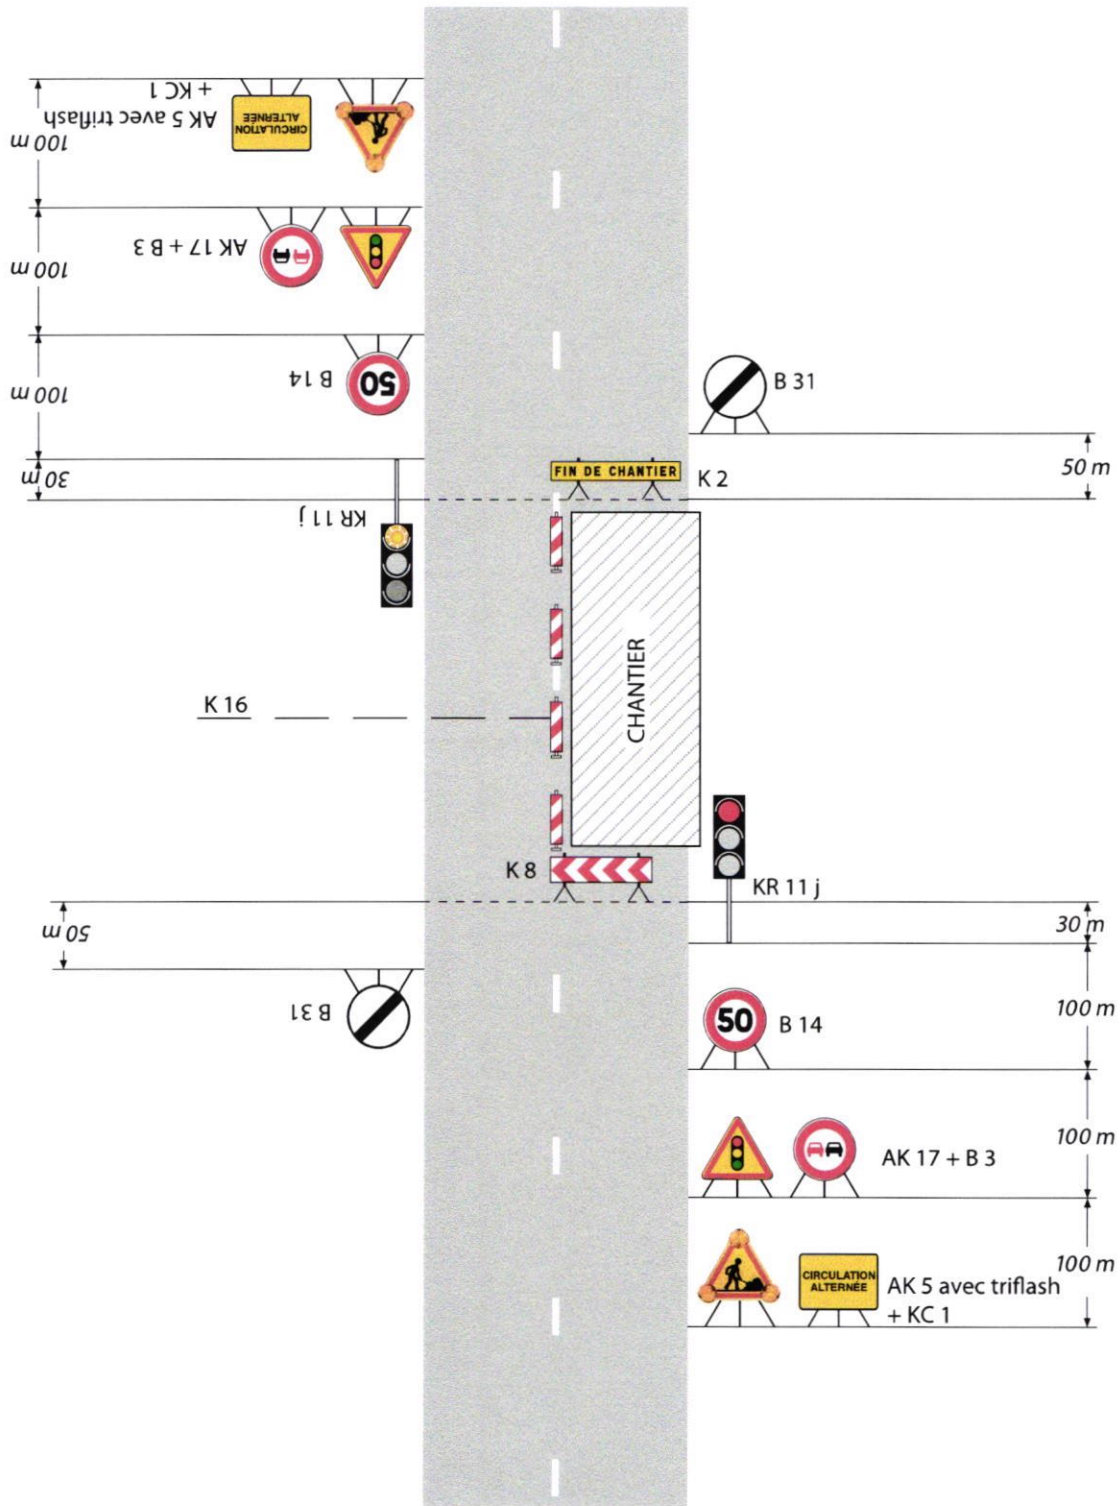 AK 5 avec triflash
+ KC 1
CIRCULATION
ALTERNÉE
100 m
AK 17 + B 3
100 m
B 14
50
100 m
B 31
30 m
KR 11 j
FIN DE CHANTIER
K 2
50 m
K 16
CHANTIER
K 8
KR 11 j
30 m
50 m
B 31
50
B 14
100 m
AK 17 + B 3
100 m
CIRCULATION
ALTERNÉE
AK 5 avec triflash
+ KC 1
100 m